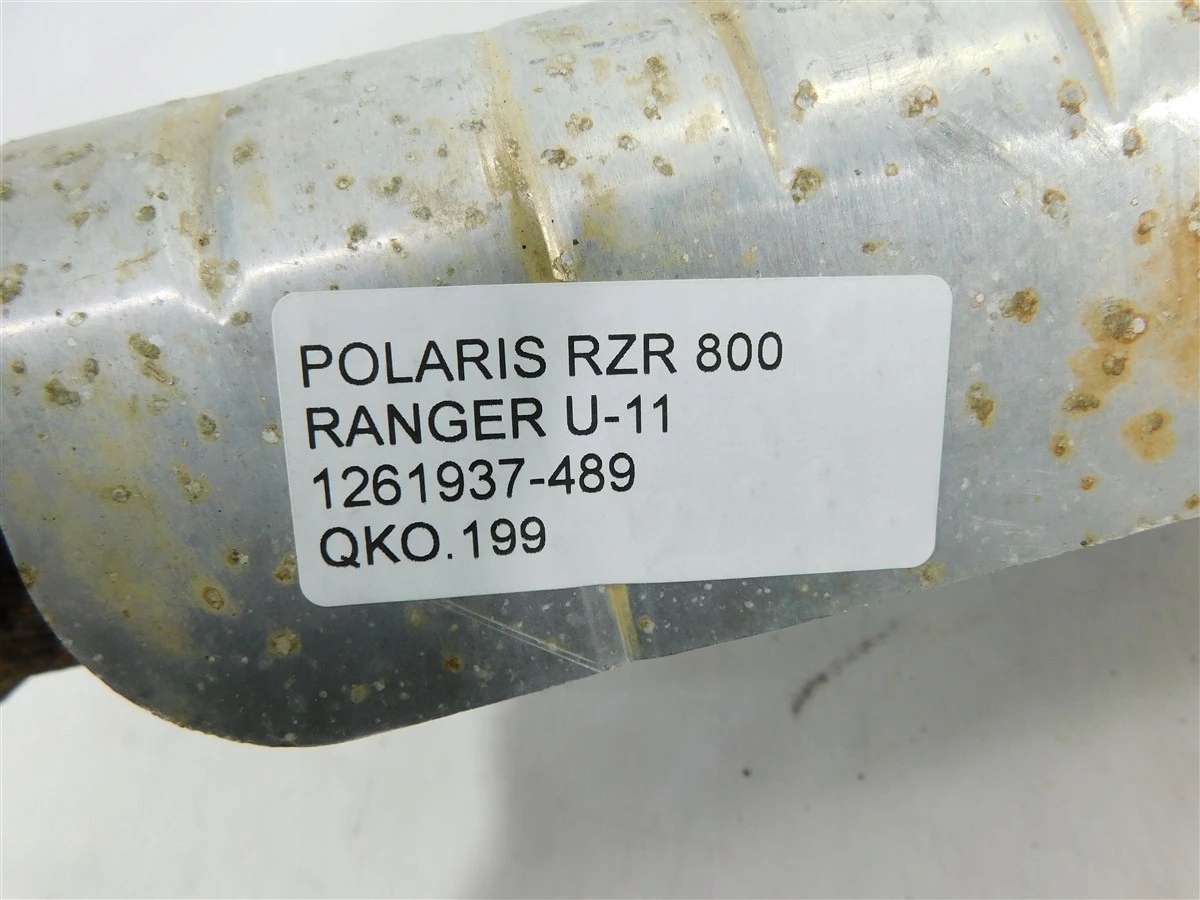 POLARIS RZR 800
RANGER U-11
1261937-489
QKO.199